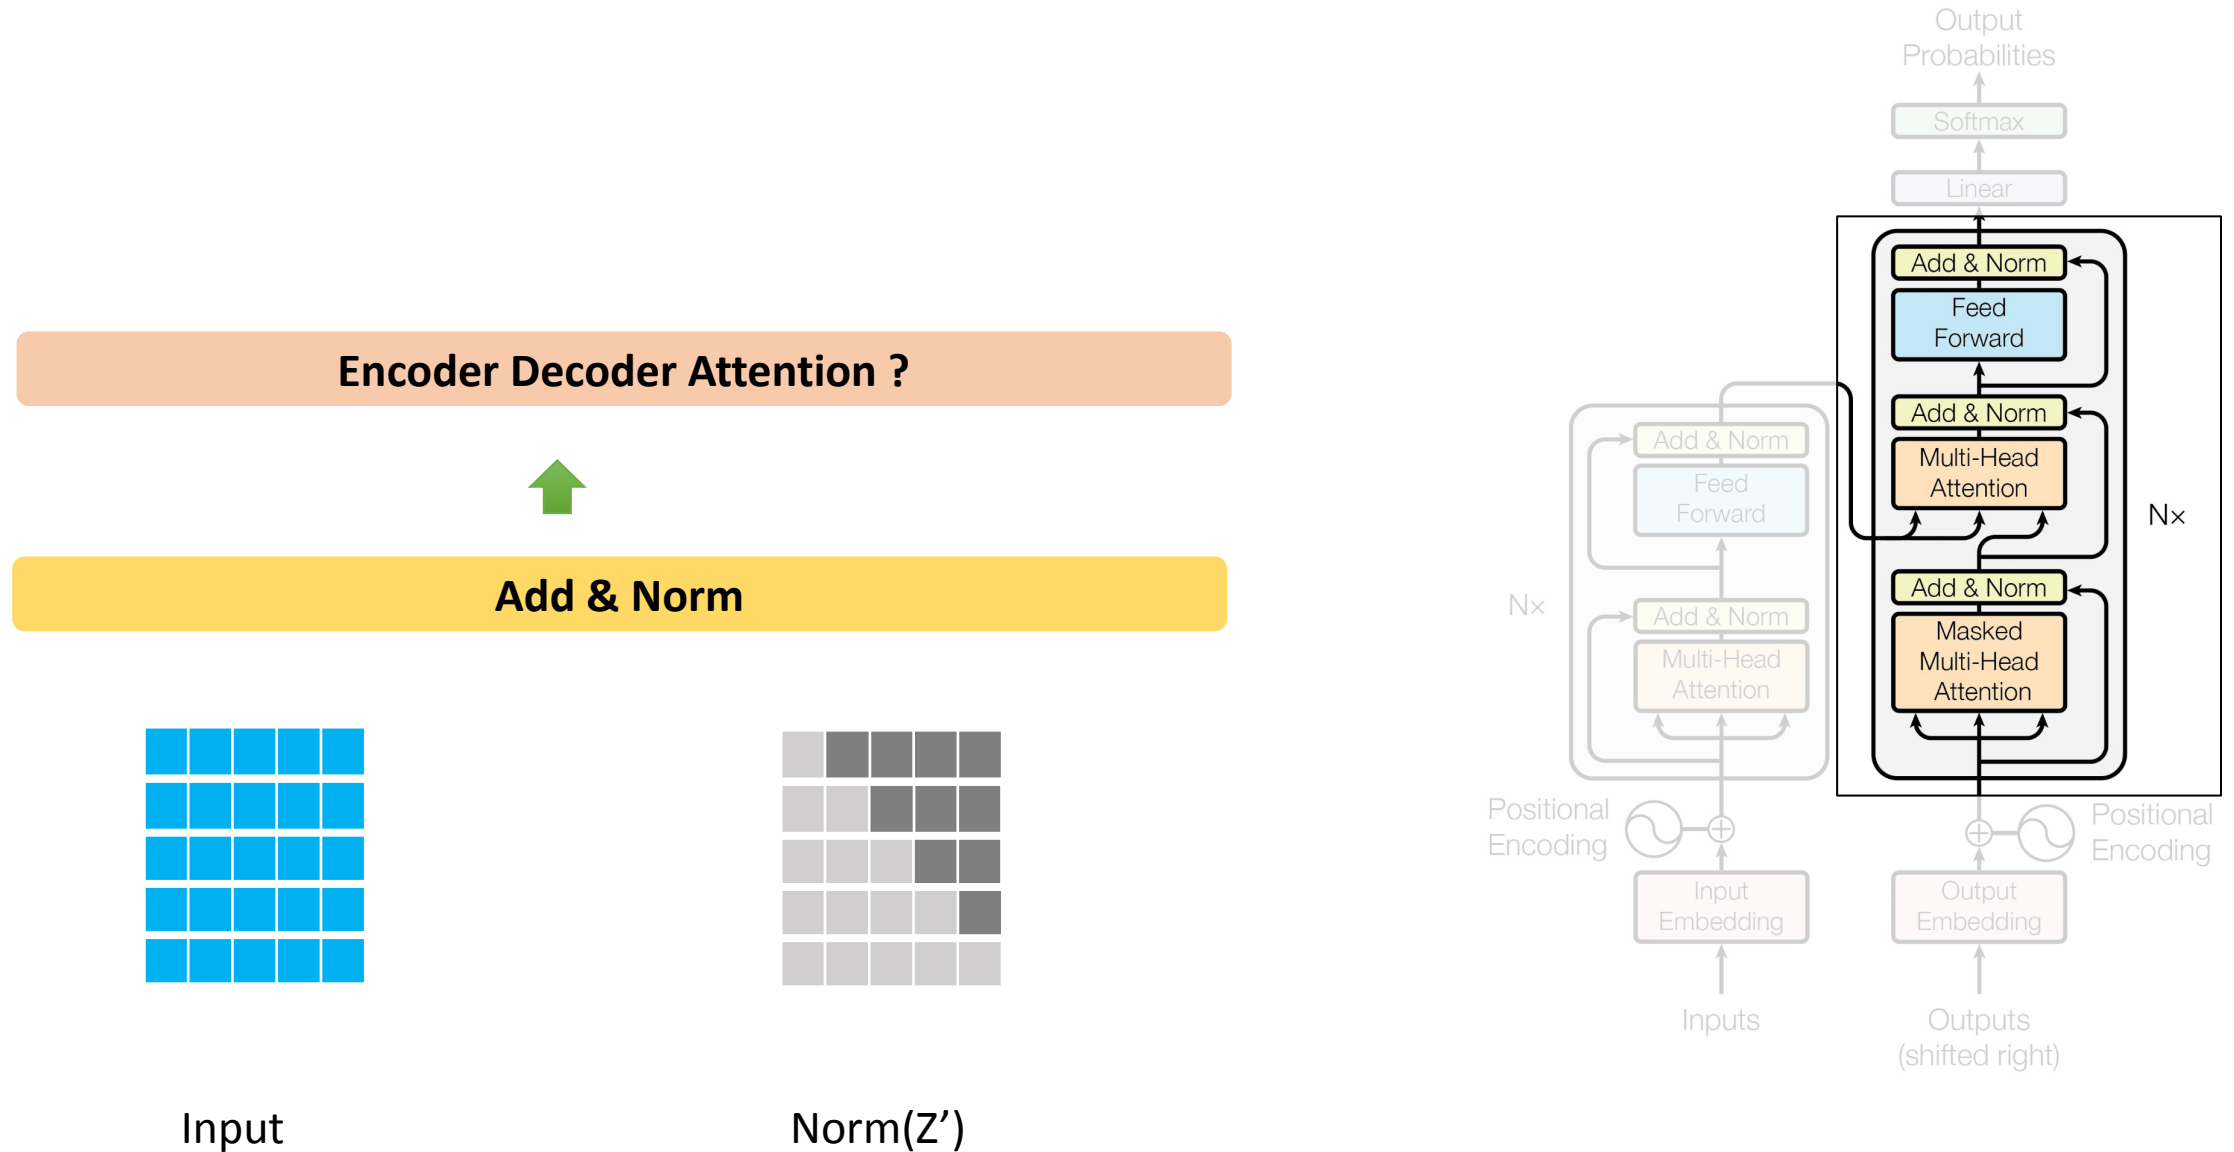 Encoder Decoder Attention ?
Add & Norm
Input
Norm(Z’)
Output
Probabilities
Softmax
Linear
Add & Norm
Feed
Forward
Add & Norm
Multi-Head
Attention
Add & Norm
Masked
Multi-Head
Attention
N×
Add & Norm
Feed
Forward
Add & Norm
Multi-Head
Attention
N×
Positional
Encoding
Positional
Encoding
Input
Embedding
Output
Embedding
Inputs
Outputs
(shifted right)